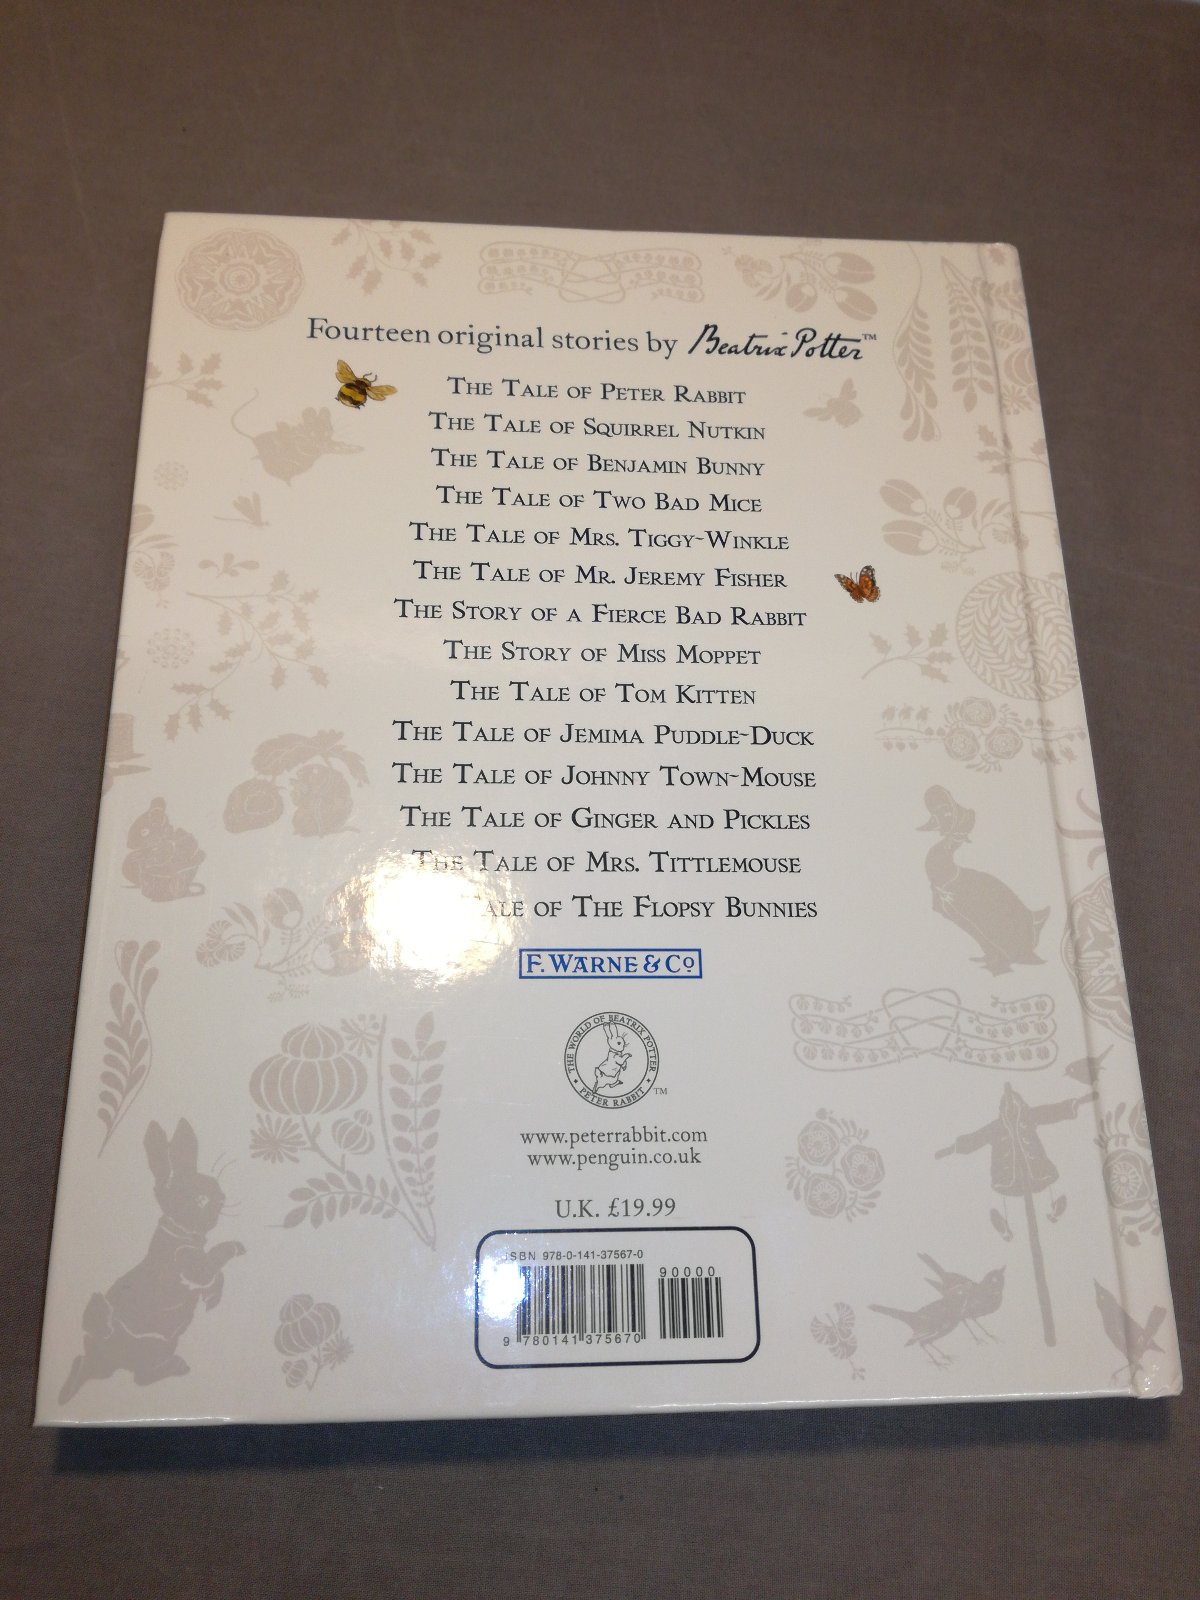 Fourteen original stories by Beatrix Potter™
THE TALE OF PETER RABBIT
THE TALE OF SQUIRREL NUTKIN
THE TALE OF BENJAMIN BUNNY
THE TALE OF TWO BAD MICE
THE TALE OF MRS. TIGGY-WINKLE
THE TALE OF MR. JEREMY FISHER
THE STORY OF A FIERCE BAD RABBIT
THE STORY OF MISS MOPPET
THE TALE OF TOM KITTEN
THE TALE OF JEMIMA PUDDLE-DUCK
THE TALE OF JOHNNY TOWN-MOUSE
THE TALE OF GINGER AND PICKLES
THE TALE OF MRS. TITTLEMOUSE
TALE OF THE FLOPSY BUNNIES
F. WARNE & Co
THE WORLD OF BEATRIX POTTER
PETER RABBIT ™
www.peterrabbit.com
www.penguin.co.uk
U.K. £19.99
ISBN 978-0-141-37567-0
90000
9 780141 375670